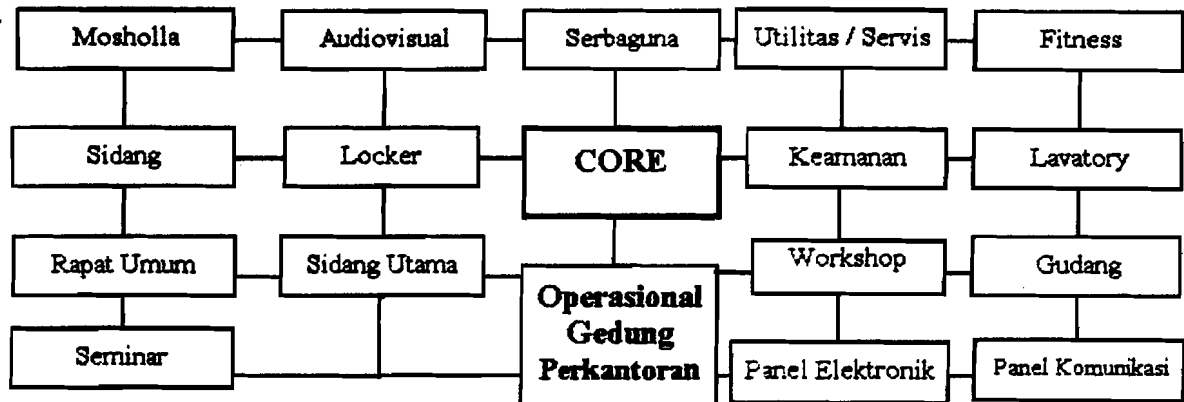 Mosholla
Audiovisual
Serbaguna
Utilitas / Servis
Fitness
Sidang
Locker
CORE
Keamanan
Lavatory
Rapat Umum
Sidang Utama
Operasional
Gedung
Perkantoran
Workshop
Gudang
Seminar
Panel Elektronik
Panel Komunikasi